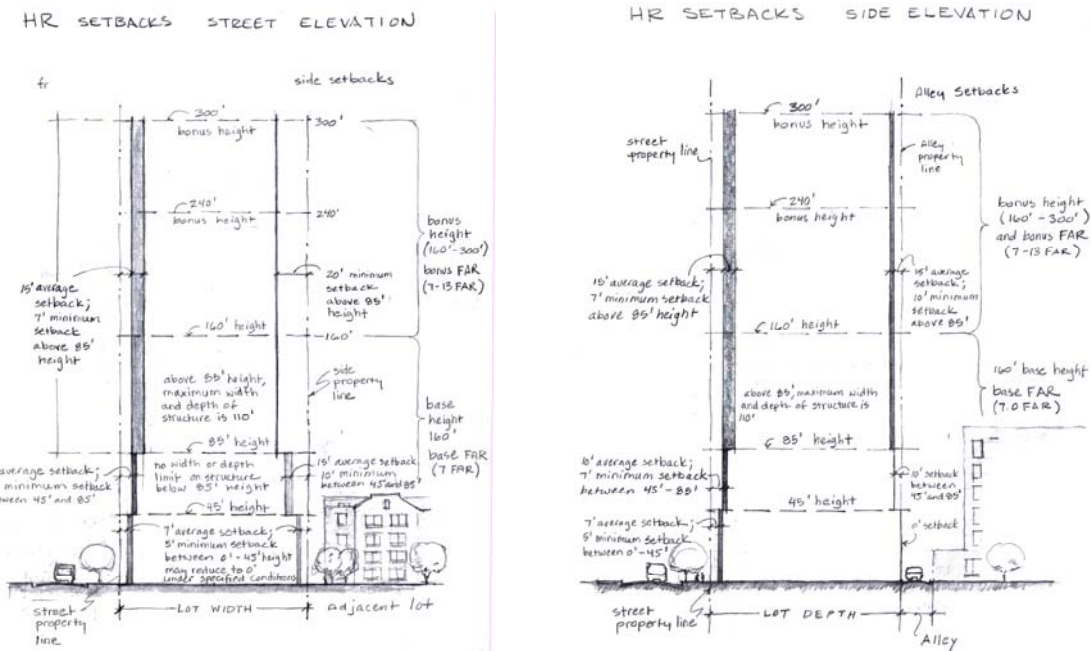 HR SETBACKS STREET ELEVATION
fr
side setbacks
300'
bonus height
300'
240'
bonus height
240'
bonus
height
(160'-300')
bonus FAR
(7-13 FAR)
15' average
setback;
7' minimum
setback
above 85'
height
20' minimum
setback
above 85'
height
160' height
160'
above 85' height,
maximum width
and depth of
structure is 110'
side
property
line
base
height
160'
base FAR
(7 FAR)
85' height
average setback;
minimum setback
between 45' and 85'
no width or depth
limit on structure
below 85' height
15' average setback
10' minimum
between 45' and 85'
45' height
7' average setback;
5' minimum setback
between 0'-45' height
may reduce to 0'
under specified conditions
street
property
line
LOT WIDTH
Adjacent lot
HR SETBACKS SIDE ELEVATION
Alley Setbacks
300'
bonus height
street
property line
Alley
property
line
240'
bonus height
bonus height
(160'-300')
and bonus FAR
(7-13 FAR)
15' average setback;
7' minimum setback
above 85' height
15' average
setback;
10' minimum
setback
above 85'
160' height
160' base height
base FAR
(7.0 FAR)
above 85', maximum width
and depth of structure is
110'
85' height
10' average setback;
7' minimum setback
between 45'-85'
10' setback
between
45' and 85'
45' height
7' average setback;
5' minimum setback
between 0'-45'
0' setback
street
property line
LOT DEPTH
Alley